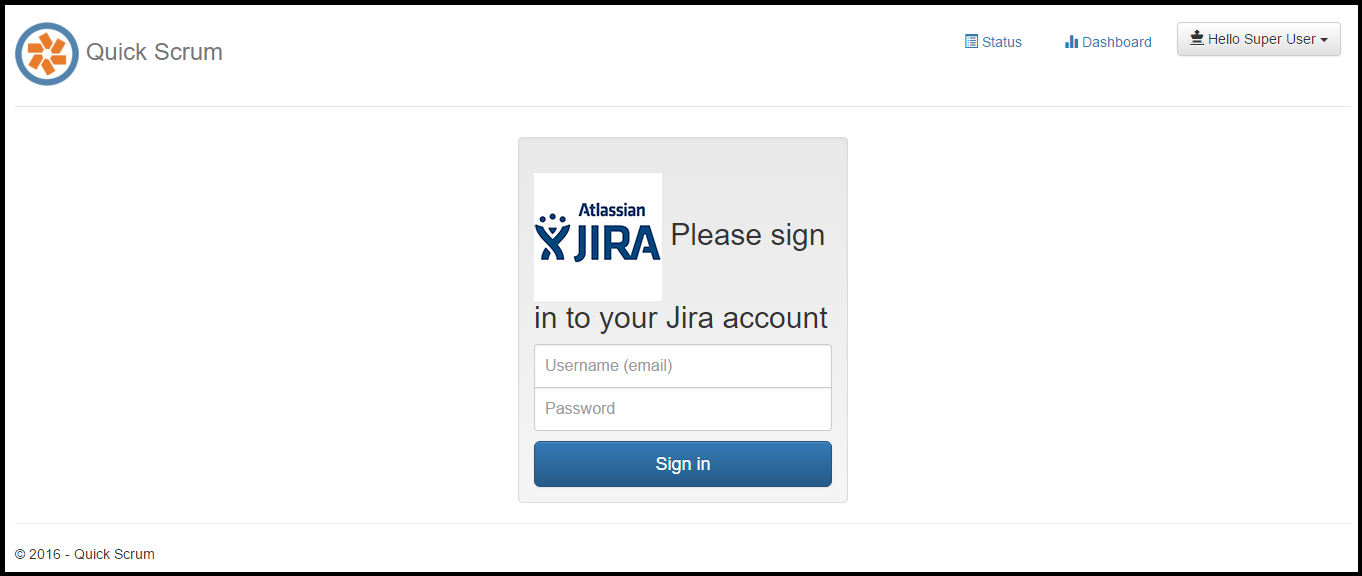 Quick Scrum
Status
Dashboard
Hello Super User
Atlassian
JIRA
Please sign
in to your Jira account
Username (email)
Password
Sign in
© 2016 - Quick Scrum